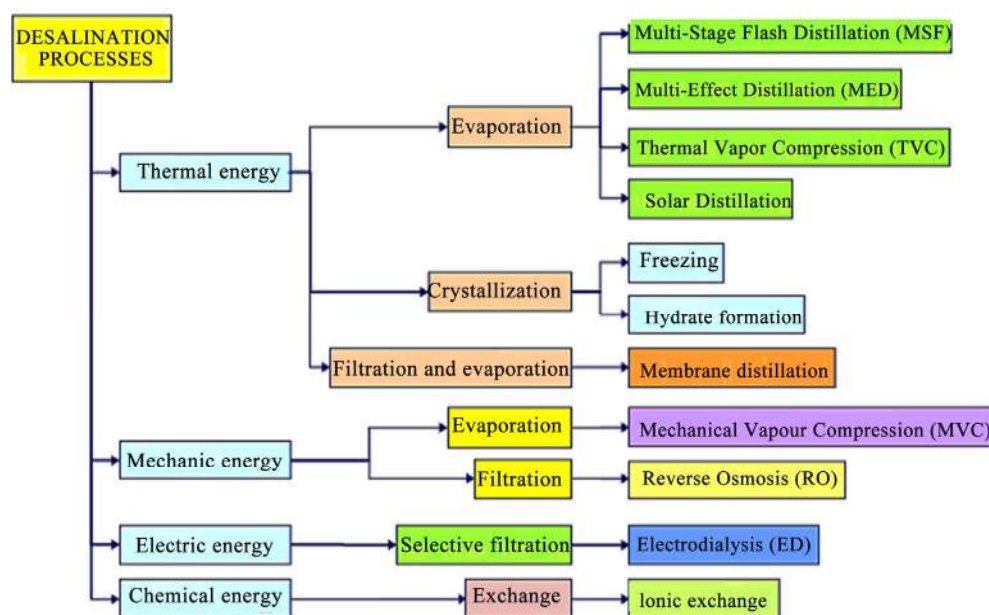 DESALINATION
PROCESSES
Thermal energy
Evaporation
Multi-Stage Flash Distillation (MSF)
Multi-Effect Distillation (MED)
Thermal Vapor Compression (TVC)
Solar Distillation
Crystallization
Freezing
Hydrate formation
Filtration and evaporation
Membrane distillation
Mechanic energy
Evaporation
Mechanical Vapour Compression (MVC)
Filtration
Reverse Osmosis (RO)
Electric energy
Selective filtration
Electrodialysis (ED)
Chemical energy
Exchange
Ionic exchange